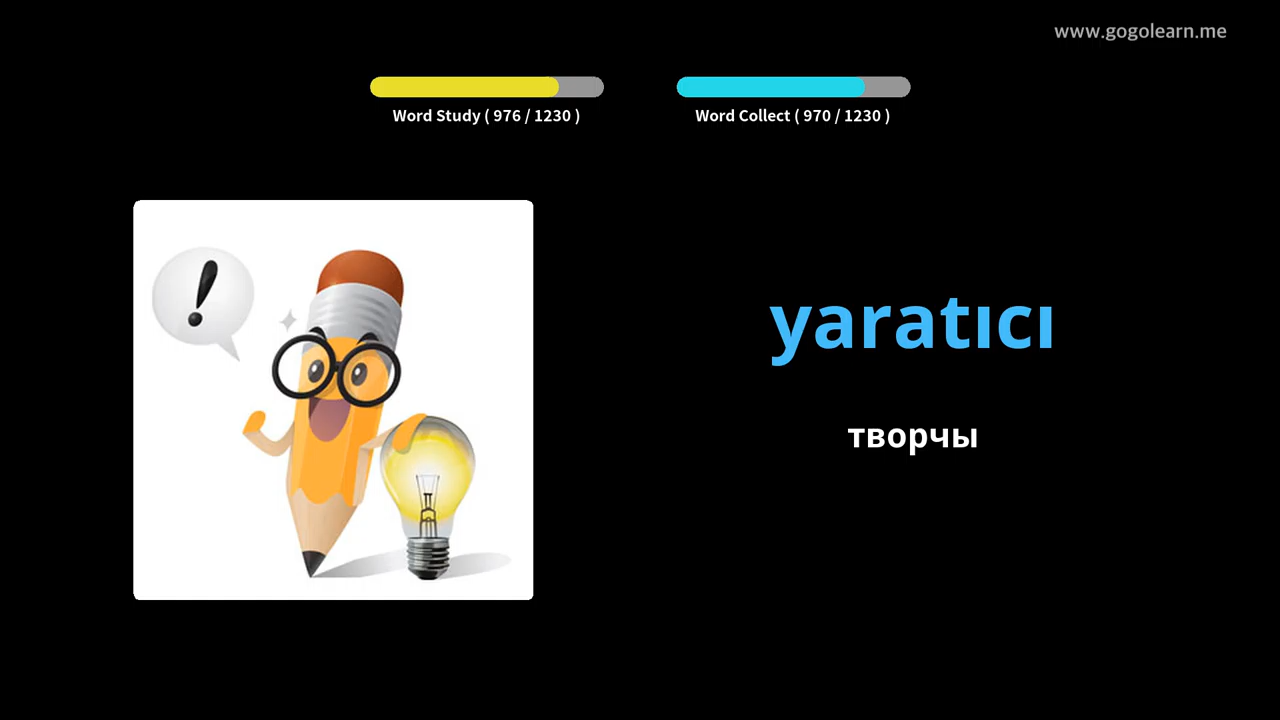 www.gogolearn.me
Word Study ( 976 / 1230 )
Word Collect ( 970 / 1230 )
!
yaratıcı
творчы